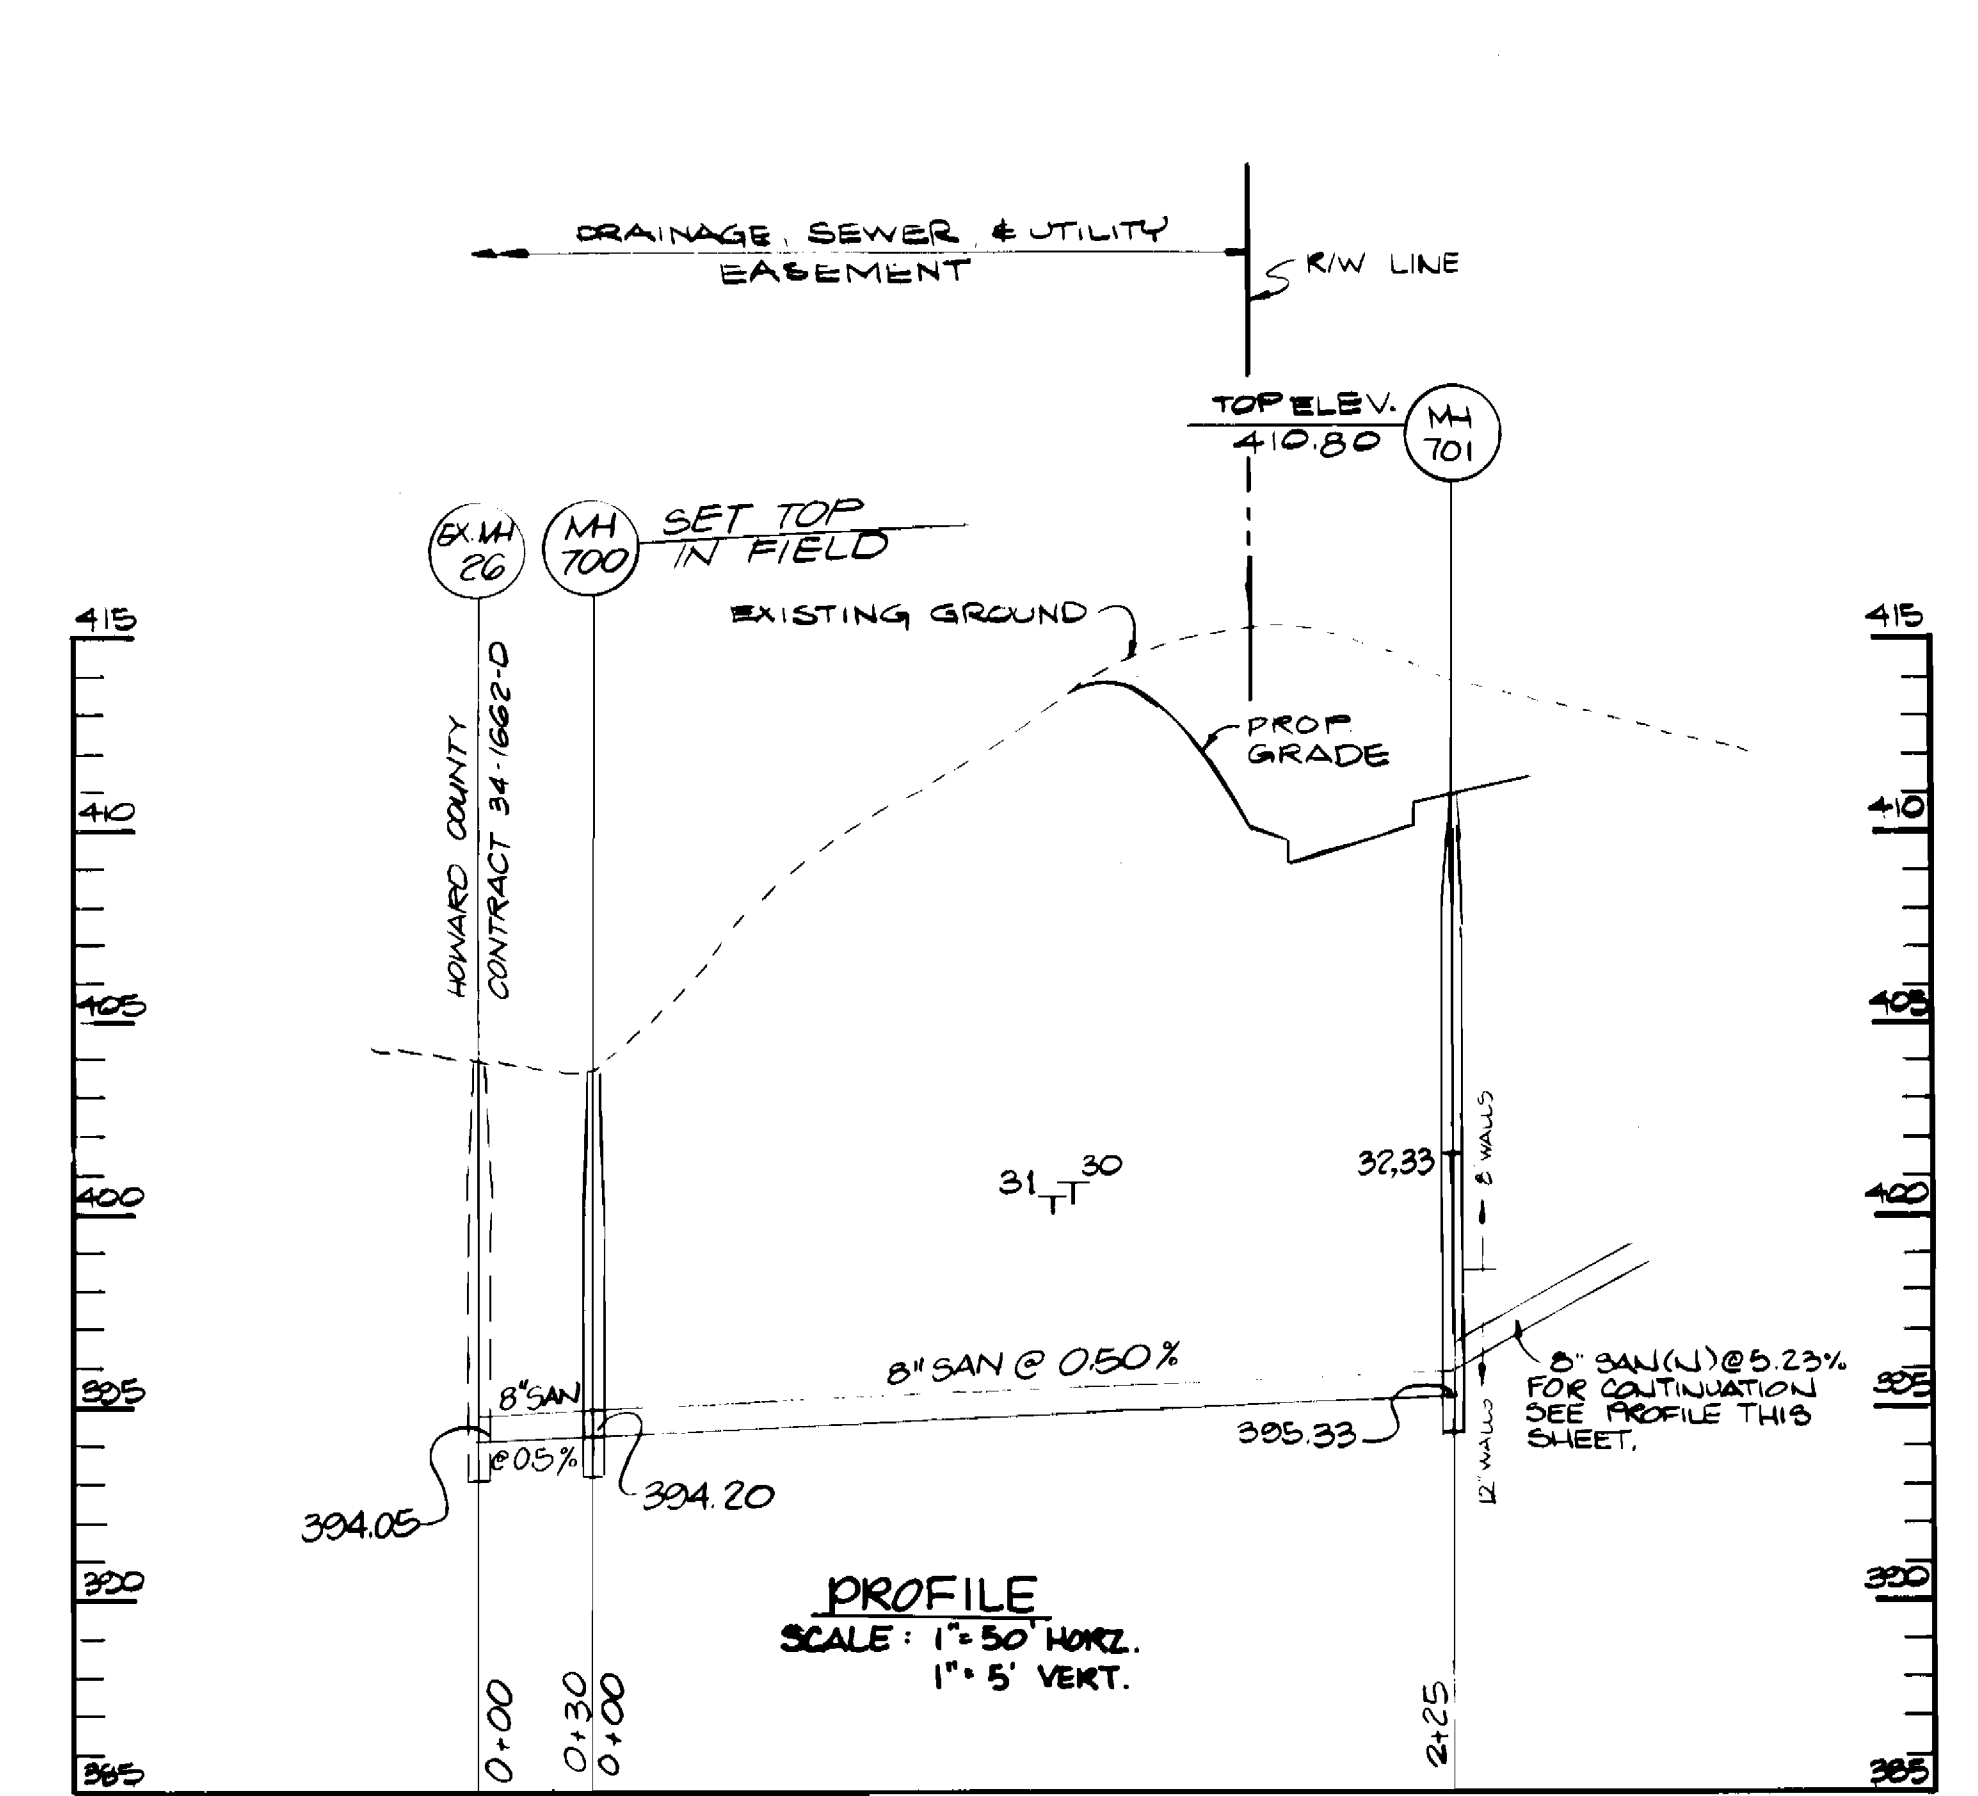 DRAINAGE, SEWER, & UTILITY
EASEMENT
R/W LINE
TOP ELEV.
410.80
MH
701
EX. MH
26
MH
700
SET TOP
IN FIELD
EXISTING GROUND
PROP.
GRADE
HOWARD COUNTY
CONTRACT 34-1662-D
415
410
405
400
395
390
385
415
410
405
400
395
390
385
31
30
32,33
8" WALLS
12" WALLS
8" SAN
@ 0.5%
8" SAN @ 0.50%
394.05
394.20
395.33
8" SAN(N)@5.23%
FOR CONTINUATION
SEE PROFILE THIS
SHEET.
PROFILE
SCALE: 1"=50' HORZ.
1"=5' VERT.
0+00
0+30
0+00
2+25